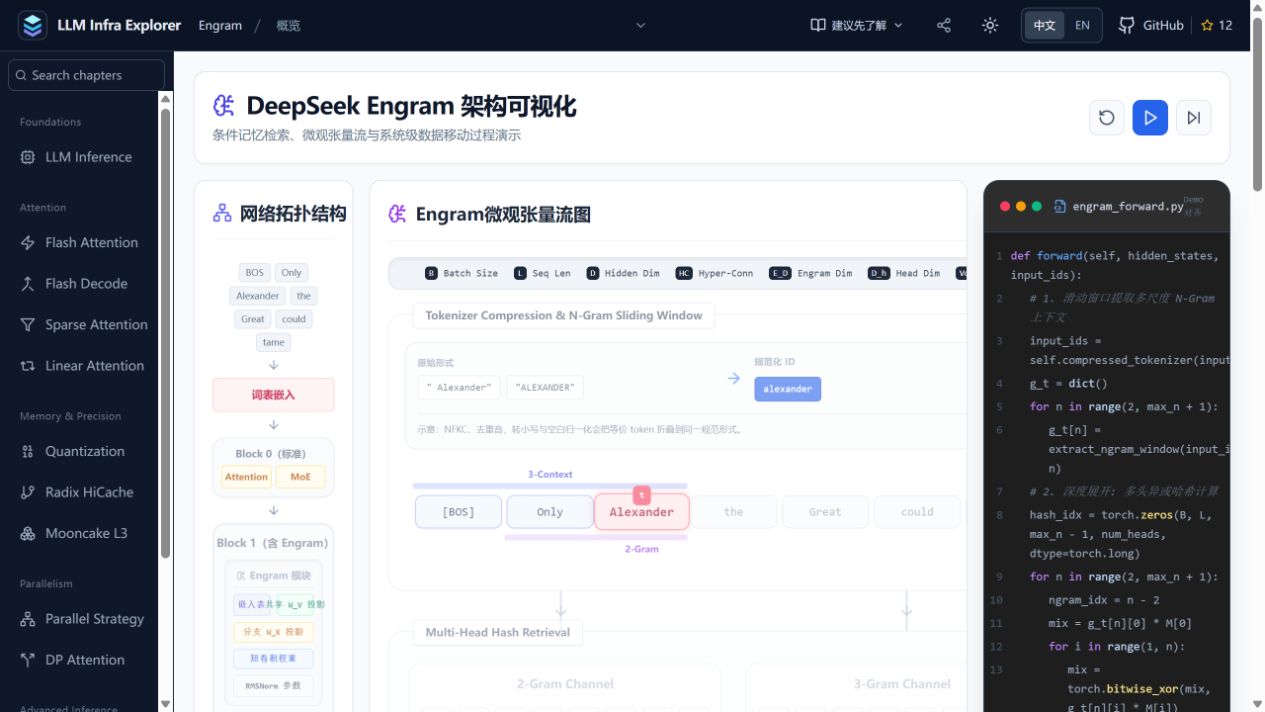 LLM Infra Explorer
Engram / 概览
建议先了解
中文 EN
GitHub
12
Search chapters
Foundations
LLM Inference
Attention
Flash Attention
Flash Decode
Sparse Attention
Linear Attention
Memory & Precision
Quantization
Radix HiCache
Mooncake L3
Parallelism
Parallel Strategy
DP Attention
Advanced Inference
DeepSeek Engram 架构可视化
条件记忆检索、微观张量流与系统级数据移动过程演示
网络拓扑结构
BOS Only
Alexander the
Great could
tame
词表嵌入
Block 0 (标准)
Attention MoE
Block 1 (含 Engram)
Engram 模块
嵌入表 共享 W_V 投影
分支 W_K 投影
短卷积权重
RMSNorm 参数
Engram微观张量流图
B Batch Size L Seq Len D Hidden Dim HC Hyper-Conn E_D Engram Dim D_h Head Dim
Tokenizer Compression & N-Gram Sliding Window
原始形式
" Alexander" "ALEXANDER"
规范化 ID
alexander
示意：NFKC、去重音、转小写与空白归一化会把等价 token 折叠到同一规范形式。
3-Context
t
[BOS] Only Alexander the Great could
2-Gram
Multi-Head Hash Retrieval
2-Gram Channel 3-Gram Channel
engram_forward.py
Demo
对齐
1 def forward(self, hidden_states,
input_ids):
2 # 1. 滑动窗口提取多尺度 N-Gram
上下文
3 input_ids =
self.compressed_tokenizer(input
4 g_t = dict()
5 for n in range(2, max_n + 1):
6 g_t[n] =
extract_ngram_window(input_i
n)
7 # 2. 深度展开: 多头异或哈希计算
8 hash_idx = torch.zeros(B, L,
max_n - 1, num_heads,
dtype=torch.long)
9 for n in range(2, max_n + 1):
10 ngram_idx = n - 2
11 mix = g_t[n][0] * M[0]
12 for i in range(1, n):
13 mix =
torch.bitwise_xor(mix,
g_t[n][i] * M[i])